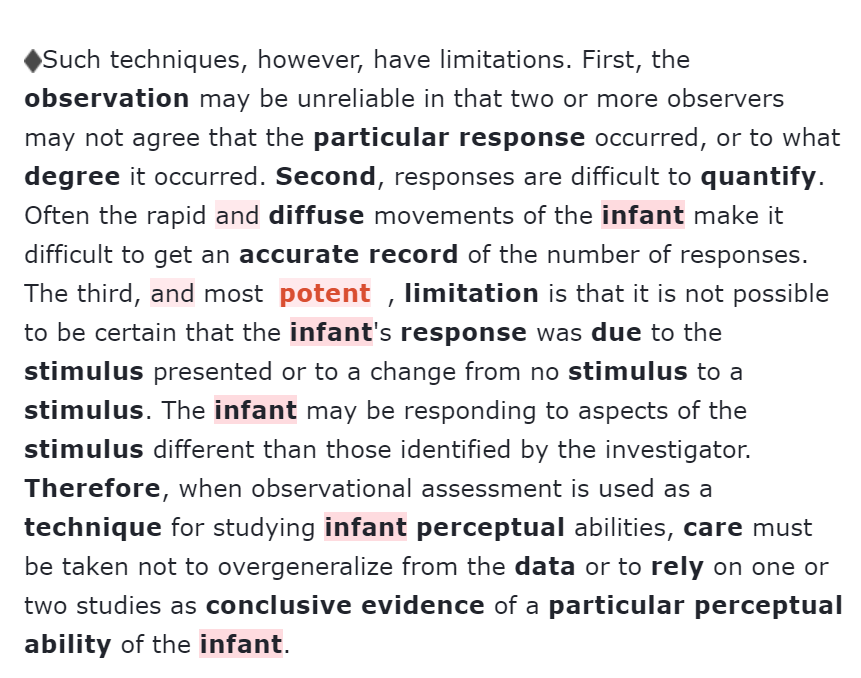 ◆Such techniques, however, have limitations. First, the
observation may be unreliable in that two or more observers
may not agree that the particular response occurred, or to what
degree it occurred. Second, responses are difficult to quantify.
Often the rapid and diffuse movements of the infant make it
difficult to get an accurate record of the number of responses.
The third, and most potent , limitation is that it is not possible
to be certain that the infant's response was due to the
stimulus presented or to a change from no stimulus to a
stimulus. The infant may be responding to aspects of the
stimulus different than those identified by the investigator.
Therefore, when observational assessment is used as a
technique for studying infant perceptual abilities, care must
be taken not to overgeneralize from the data or to rely on one or
two studies as conclusive evidence of a particular perceptual
ability of the infant.